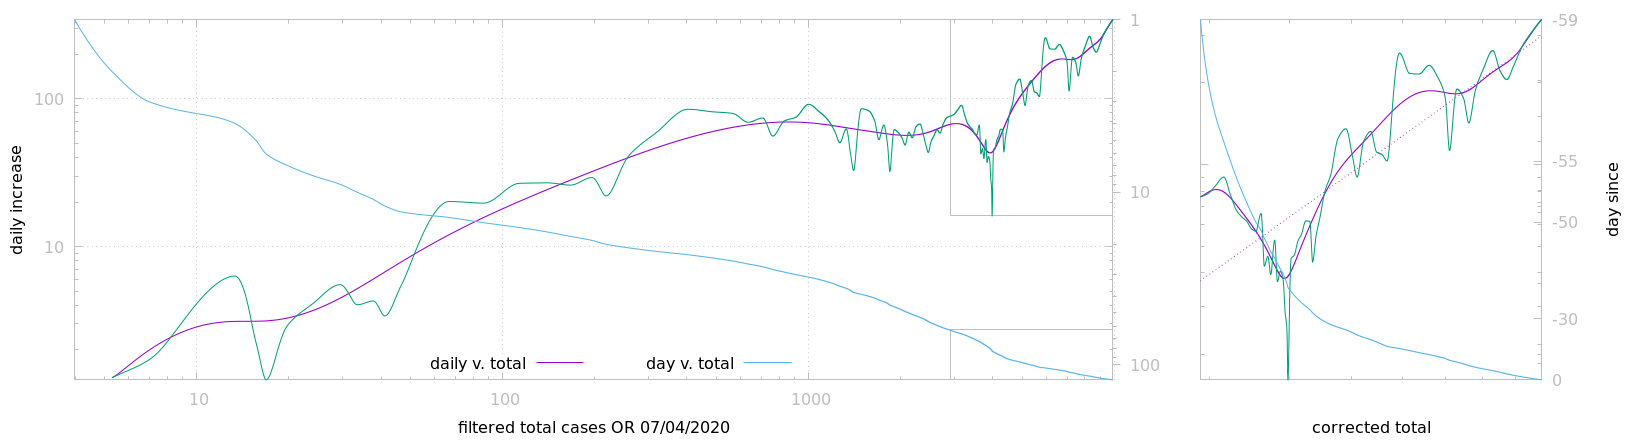 1
-59
100
daily increase
10
-55
-50
day since
10
-30
daily v. total
day v. total
100
0
10
100
1000
filtered total cases OR 07/04/2020
corrected total